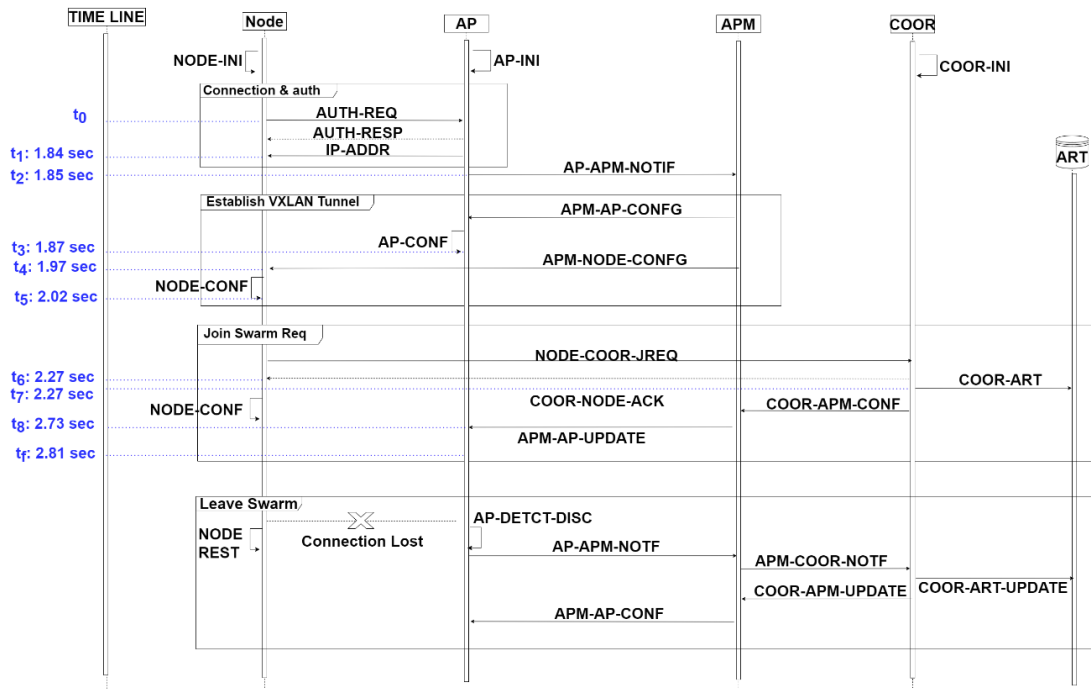 TIME LINE
Node
AP
APM
COOR
NODE-INI
AP-INI
COOR-INI
Connection & auth
t0
AUTH-REQ
AUTH-RESP
t1: 1.84 sec
IP-ADDR
ART
t2: 1.85 sec
AP-APM-NOTIF
Establish VXLAN Tunnel
APM-AP-CONFG
AP-CONF
t3: 1.87 sec
t4: 1.97 sec
APM-NODE-CONFG
NODE-CONF
t5: 2.02 sec
Join Swarm Req
NODE-COOR-JREQ
t6: 2.27 sec
COOR-ART
t7: 2.27 sec
NODE-CONF
COOR-NODE-ACK
COOR-APM-CONF
t8: 2.73 sec
APM-AP-UPDATE
tf: 2.81 sec
Leave Swarm
AP-DETCT-DISC
NODE
REST
Connection Lost
AP-APM-NOTF
APM-COOR-NOTF
COOR-APM-UPDATE
COOR-ART-UPDATE
APM-AP-CONF